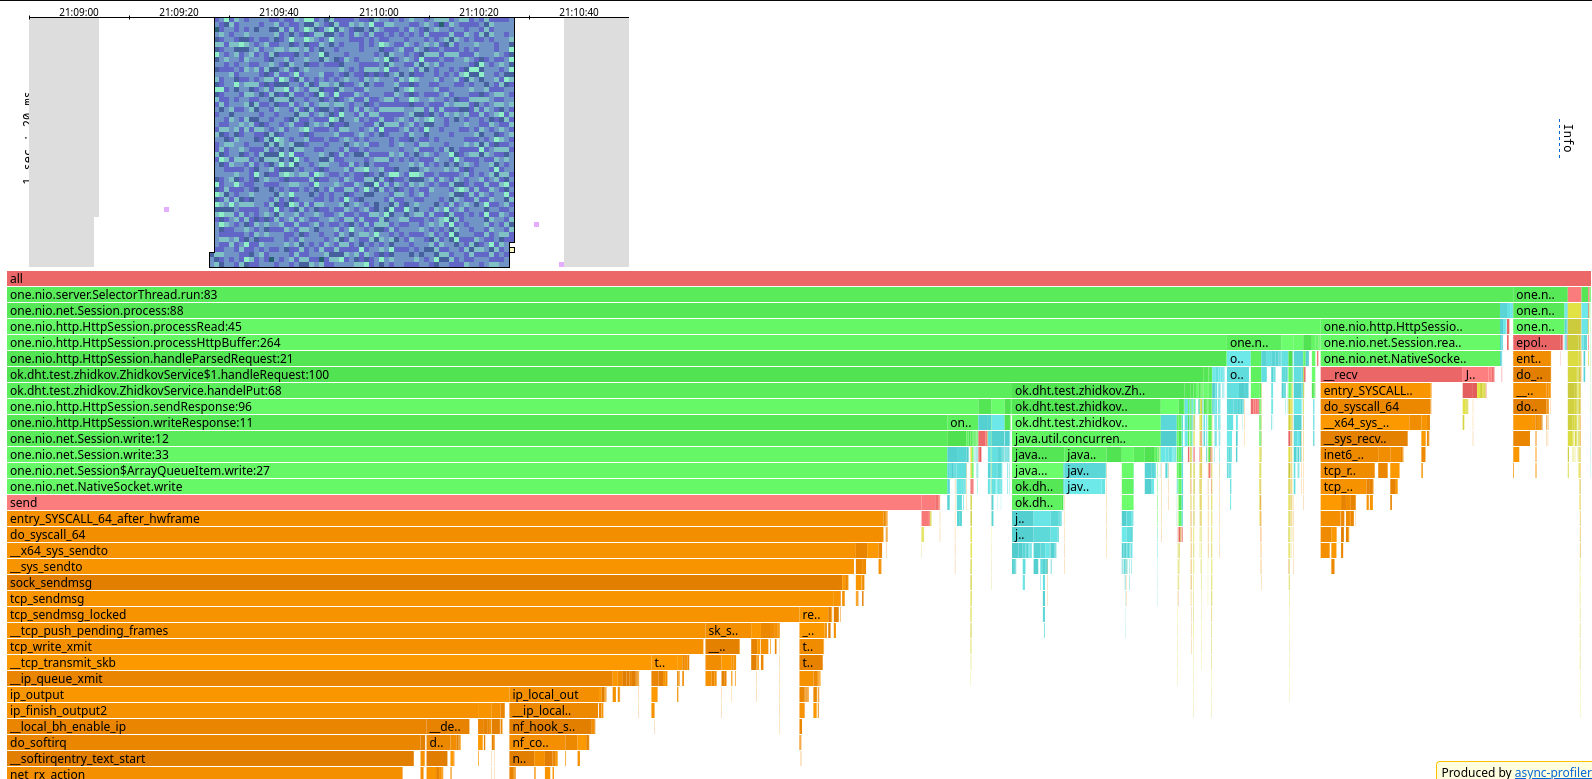 21:09:00 21:09:20 21:09:40 21:10:00 21:10:20 21:10:40
1 sec : 20 ms
Info
all
one.nio.server.SelectorThread.run:83 one.n..
one.nio.net.Session.process:88 one.n..
one.nio.http.HttpSession.processRead:45 one.nio.http.HttpSessio.. one.n..
one.nio.http.HttpSession.processHttpBuffer:264 one.n.. one.nio.net.Session.rea.. epol..
one.nio.http.HttpSession.handleParsedRequest:21 o.. one.nio.net.NativeSocke.. ent..
ok.dht.test.zhidkov.ZhidkovService$1.handleRequest:100 o.. __recv J.. do_..
ok.dht.test.zhidkov.ZhidkovService.handelPut:68 ok.dht.test.zhidkov.Zh.. entry_SYSCALL.. __..
one.nio.http.HttpSession.sendResponse:96 ok.dht.test.zhidkov.. do_syscall_64 do..
one.nio.http.HttpSession.writeResponse:11 on.. ok.dht.test.zhidkov.. __x64_sys_..
one.nio.net.Session.write:12 java.util.concurren.. __sys_recv..
one.nio.net.Session.write:33 java... java.. inet6_..
one.nio.net.Session$ArrayQueueItem.write:27 java... jav.. tcp_r..
one.nio.net.NativeSocket.write ok.dh.. jav.. tcp_..
send ok.dh..
entry_SYSCALL_64_after_hwframe j..
do_syscall_64 j..
__x64_sys_sendto
__sys_sendto
sock_sendmsg
tcp_sendmsg
tcp_sendmsg_locked re..
__tcp_push_pending_frames sk_s.. _..
tcp_write_xmit __.. t..
__tcp_transmit_skb t.. t..
__ip_queue_xmit
ip_output ip_local_out
ip_finish_output2 __ip_local..
__local_bh_enable_ip __de.. nf_hook_s..
do_softirq d.. nf_co..
__softirqentry_text_start n..
net_rx_action
Produced by async-profiler